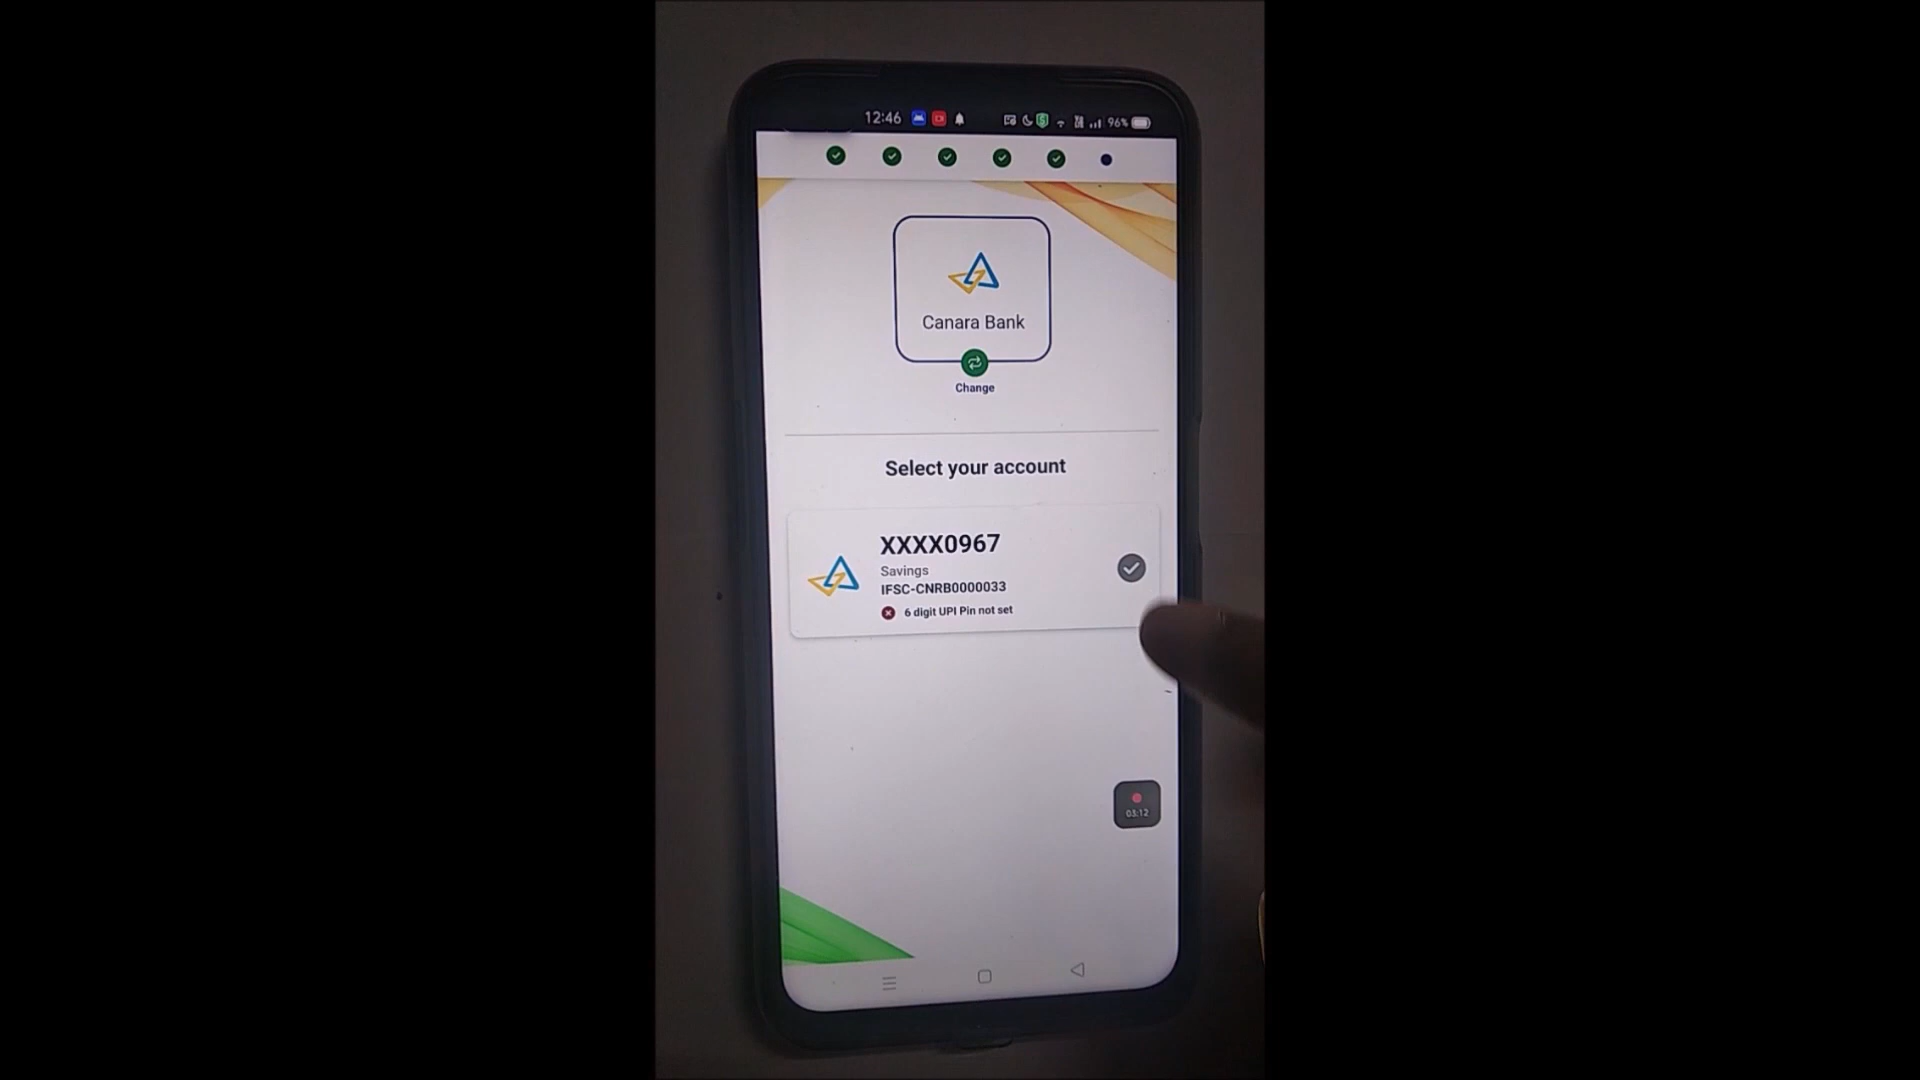 12:46
96%
Canara Bank
Change
Select your account
XXXX0967
Savings
IFSC-CNRB0000033
6 digit UPI Pin not set
03:12